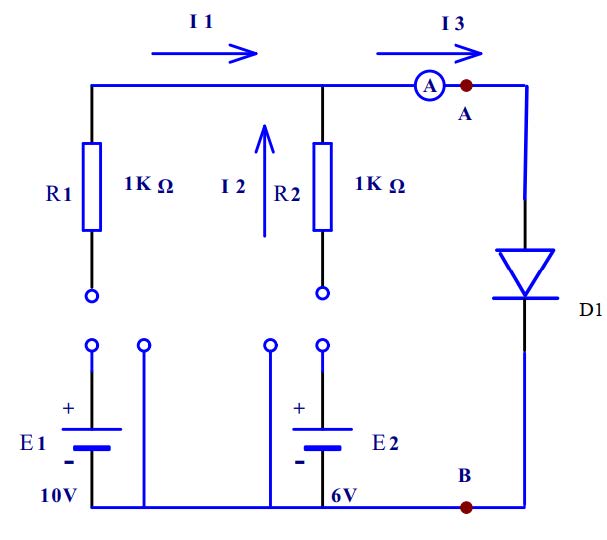 I 1
I 3
A
A
R1
1K Ω
I 2
R2
1K Ω
D1
+
+
E1
E2
-
-
B
10V
6V